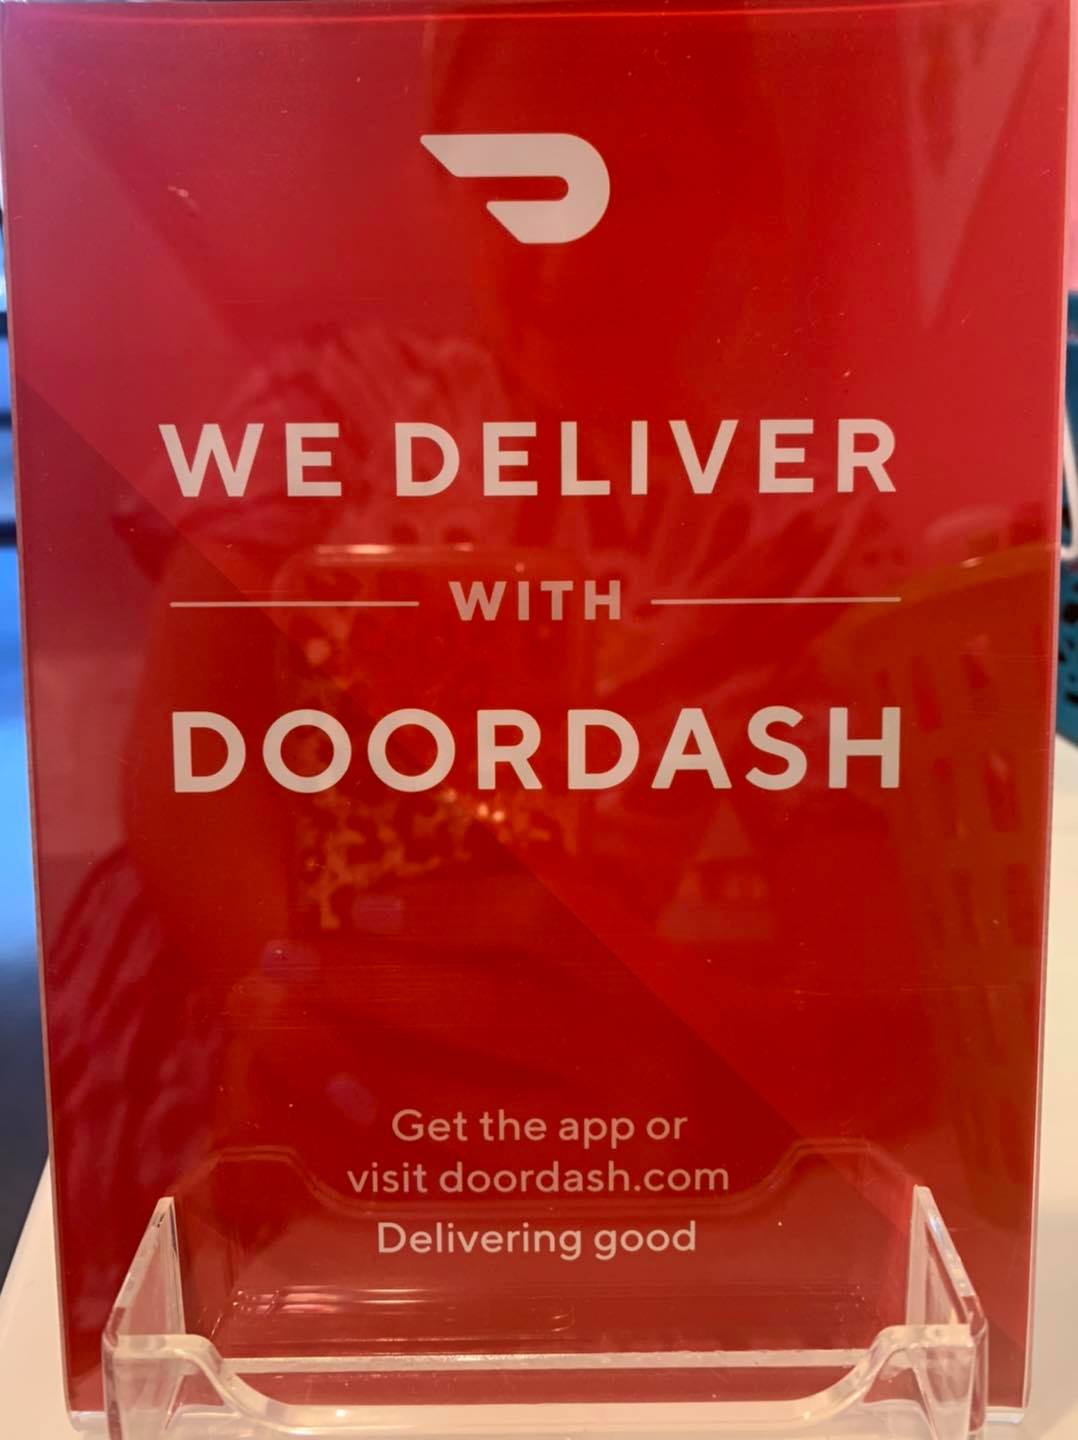 WE DELIVER
WITH
DOORDASH
Get the app or
visit doordash.com
Delivering good